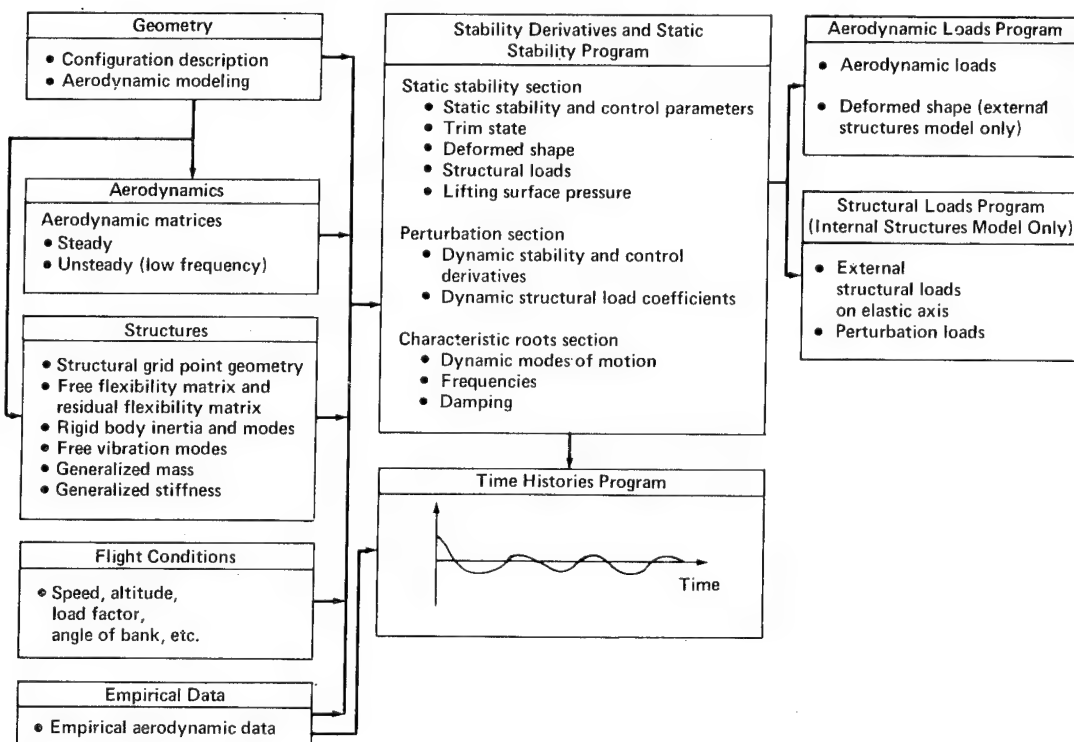 Geometry
• Configuration description
• Aerodynamic modeling
Aerodynamics
Aerodynamic matrices
• Steady
• Unsteady (low frequency)
Structures
• Structural grid point geometry
• Free flexibility matrix and
residual flexibility matrix
• Rigid body inertia and modes
• Free vibration modes
• Generalized mass
• Generalized stiffness
Flight Conditions
• Speed, altitude,
load factor,
angle of bank, etc.
Empirical Data
• Empirical aerodynamic data
Stability Derivatives and Static
Stability Program
Static stability section
• Static stability and control parameters
• Trim state
• Deformed shape
• Structural loads
• Lifting surface pressure
Perturbation section
• Dynamic stability and control
derivatives
• Dynamic structural load coefficients
Characteristic roots section
• Dynamic modes of motion
• Frequencies
• Damping
Time Histories Program
Time
Aerodynamic Loads Program
• Aerodynamic loads
• Deformed shape (external
structures model only)
Structural Loads Program
(Internal Structures Model Only)
• External
structural loads
on elastic axis
• Perturbation loads